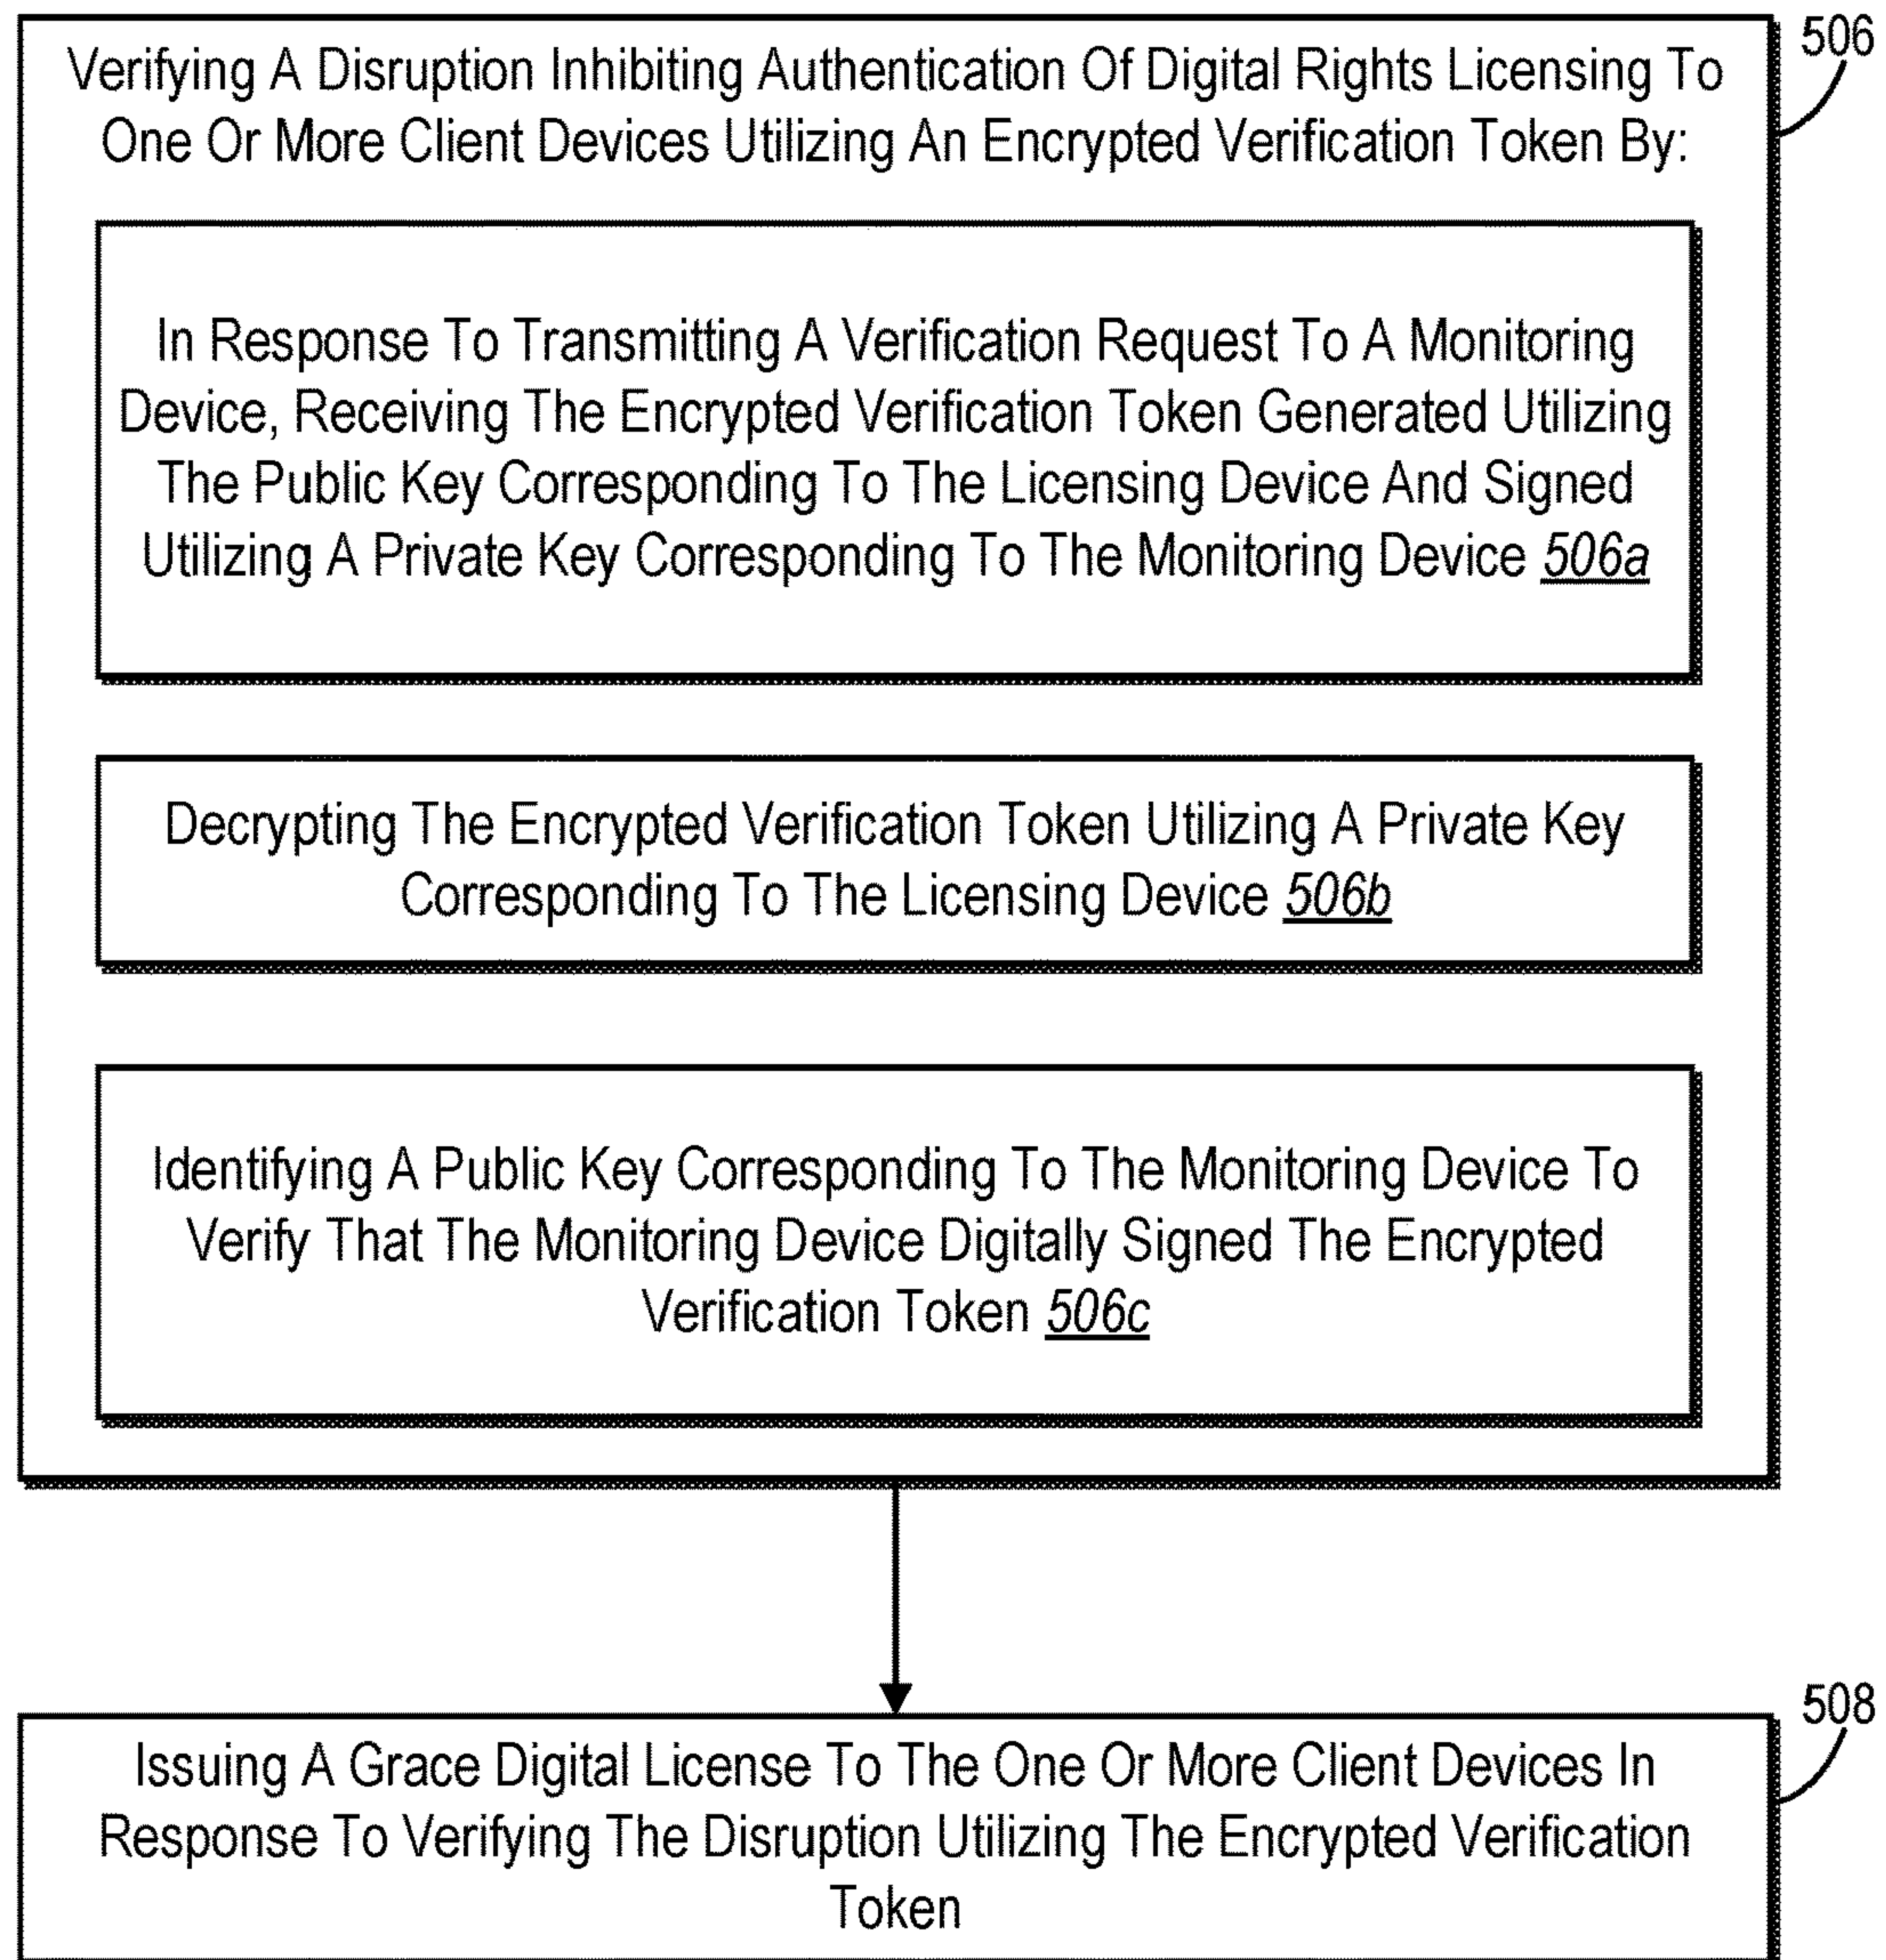 506
Verifying A Disruption Inhibiting Authentication Of Digital Rights Licensing To
One Or More Client Devices Utilizing An Encrypted Verification Token By:
In Response To Transmitting A Verification Request To A Monitoring
Device, Receiving The Encrypted Verification Token Generated Utilizing
The Public Key Corresponding To The Licensing Device And Signed
Utilizing A Private Key Corresponding To The Monitoring Device 506a
Decrypting The Encrypted Verification Token Utilizing A Private Key
Corresponding To The Licensing Device 506b
Identifying A Public Key Corresponding To The Monitoring Device To
Verify That The Monitoring Device Digitally Signed The Encrypted
Verification Token 506c
508
Issuing A Grace Digital License To The One Or More Client Devices In
Response To Verifying The Disruption Utilizing The Encrypted Verification
Token